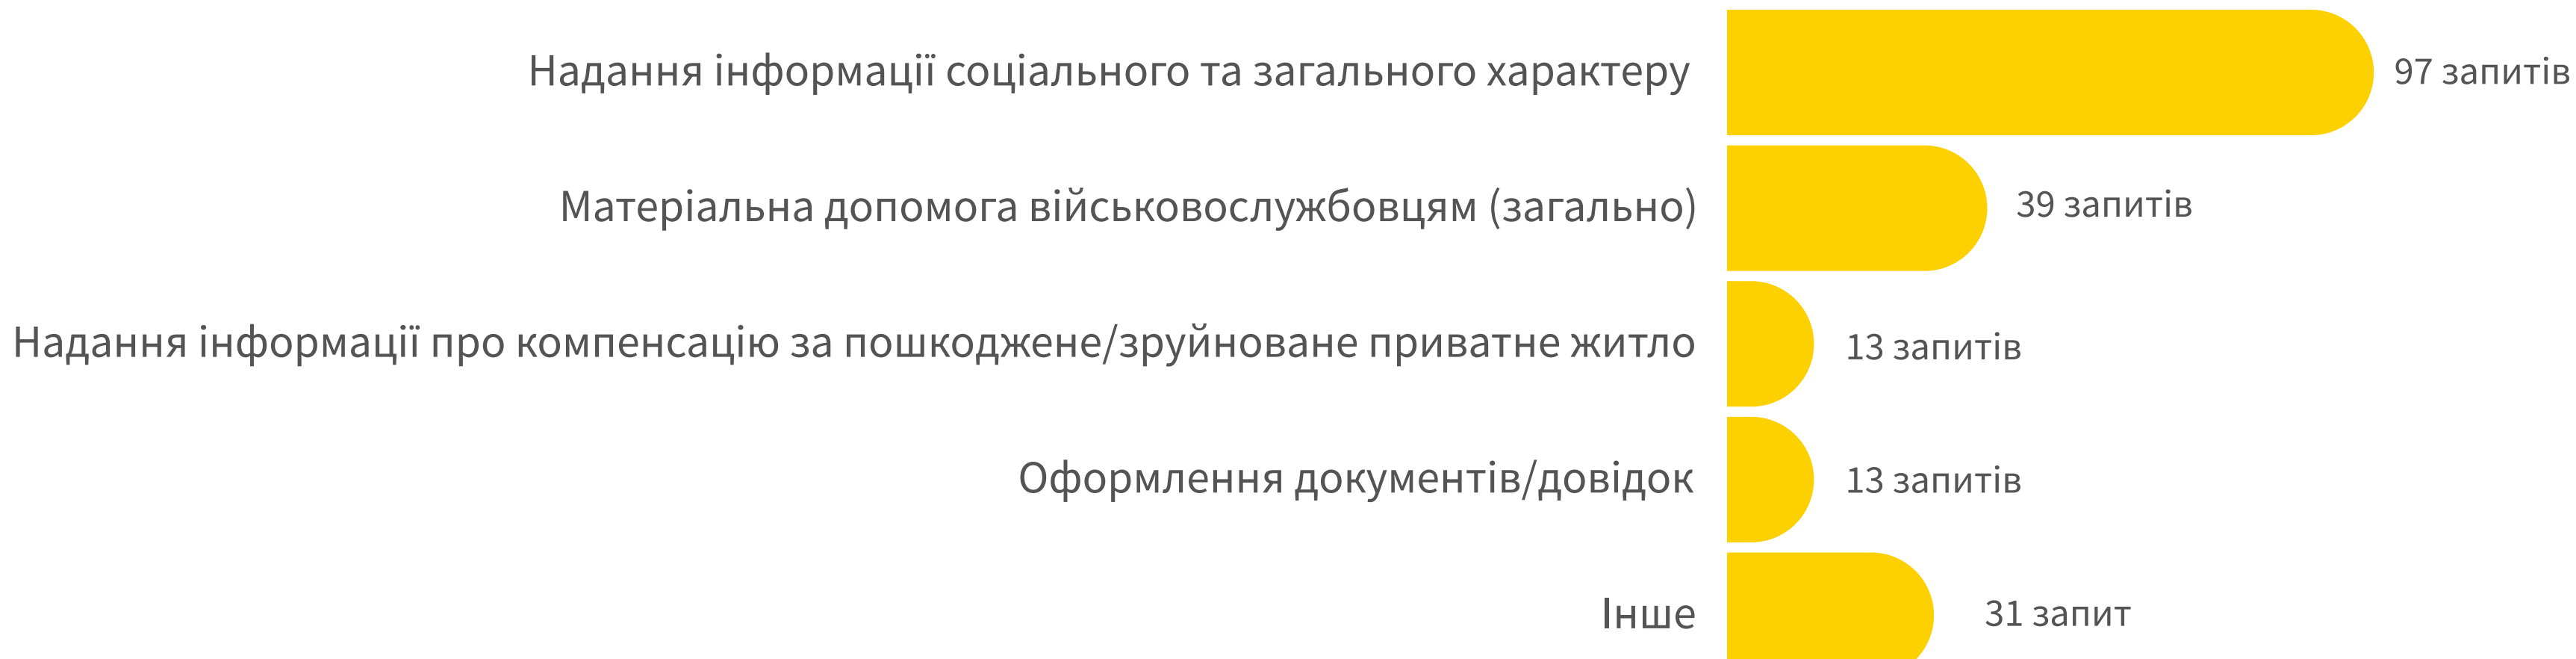 Надання інформації соціального та загального характеру 97 запитів
Матеріальна допомога військовослужбовцям (загально) 39 запитів
Надання інформації про компенсацію за пошкоджене/зруйноване приватне житло 13 запитів
Оформлення документів/довідок 13 запитів
Інше 31 запит